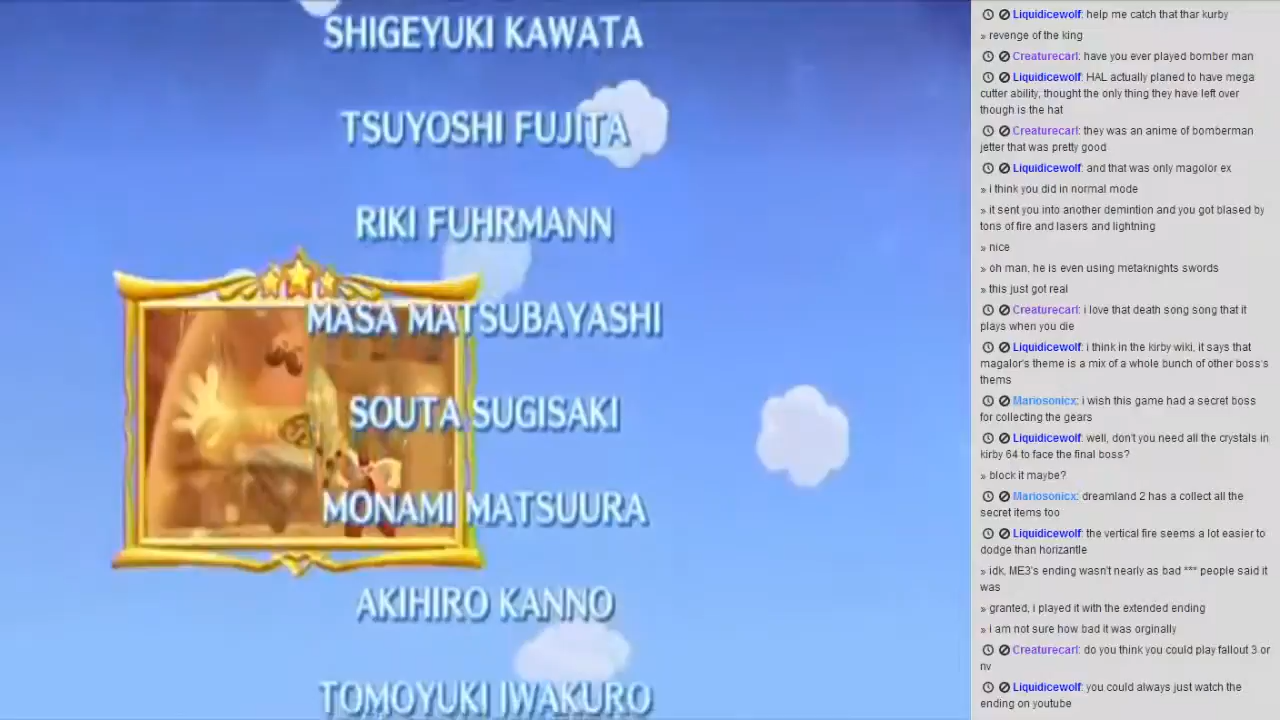 SHIGEYUKI KAWATA
TSUYOSHI FUJITA
RIKI FUHRMANN
MASA MATSUBAYASHI
SOUTA SUGISAKI
MONAMI MATSUURA
AKIHIRO KANNO
TOMOYUKI IWAKURO
Liquidicewolf: help me catch that thar kurby
» revenge of the king
Creaturecarl: have you ever played bomber man
Liquidicewolf: HAL actually planed to have mega
cutter ability, thought the only thing they have left over
though is the hat
Creaturecarl: they was an anime of bomberman
jetter that was pretty good
Liquidicewolf: and that was only magolor ex
» i think you did in normal mode
» it sent you into another demintion and you got blased by
tons of fire and lasers and lightning
» nice
» oh man, he is even using metaknights swords
» this just got real
Creaturecarl: i love that death song song that it
plays when you die
Liquidicewolf: i think in the kirby wiki, it says that
magalor's theme is a mix of a whole bunch of other boss's
thems
Mariosonicx: i wish this game had a secret boss
for collecting the gears
Liquidicewolf: well, don't you need all the crystals in
kirby 64 to face the final boss?
» block it maybe?
Mariosonicx: dreamland 2 has a collect all the
secret items too
Liquidicewolf: the vertical fire seems a lot easier to
dodge than horizantle
» idk, ME3's ending wasn't nearly as bad *** people said it
was
» granted, i played it with the extended ending
» i am not sure how bad it was orginally
Creaturecarl: do you think you could play fallout 3 or
nv
Liquidicewolf: you could always just watch the
ending on youtube